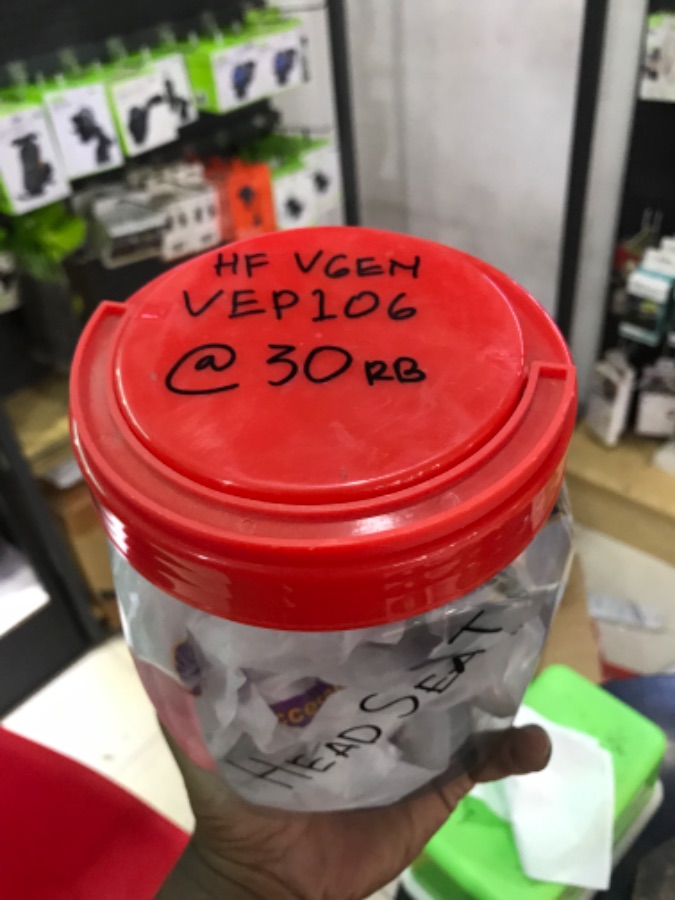 HF VGEN
VEP106
@ 30 RB
HEAD SEAT